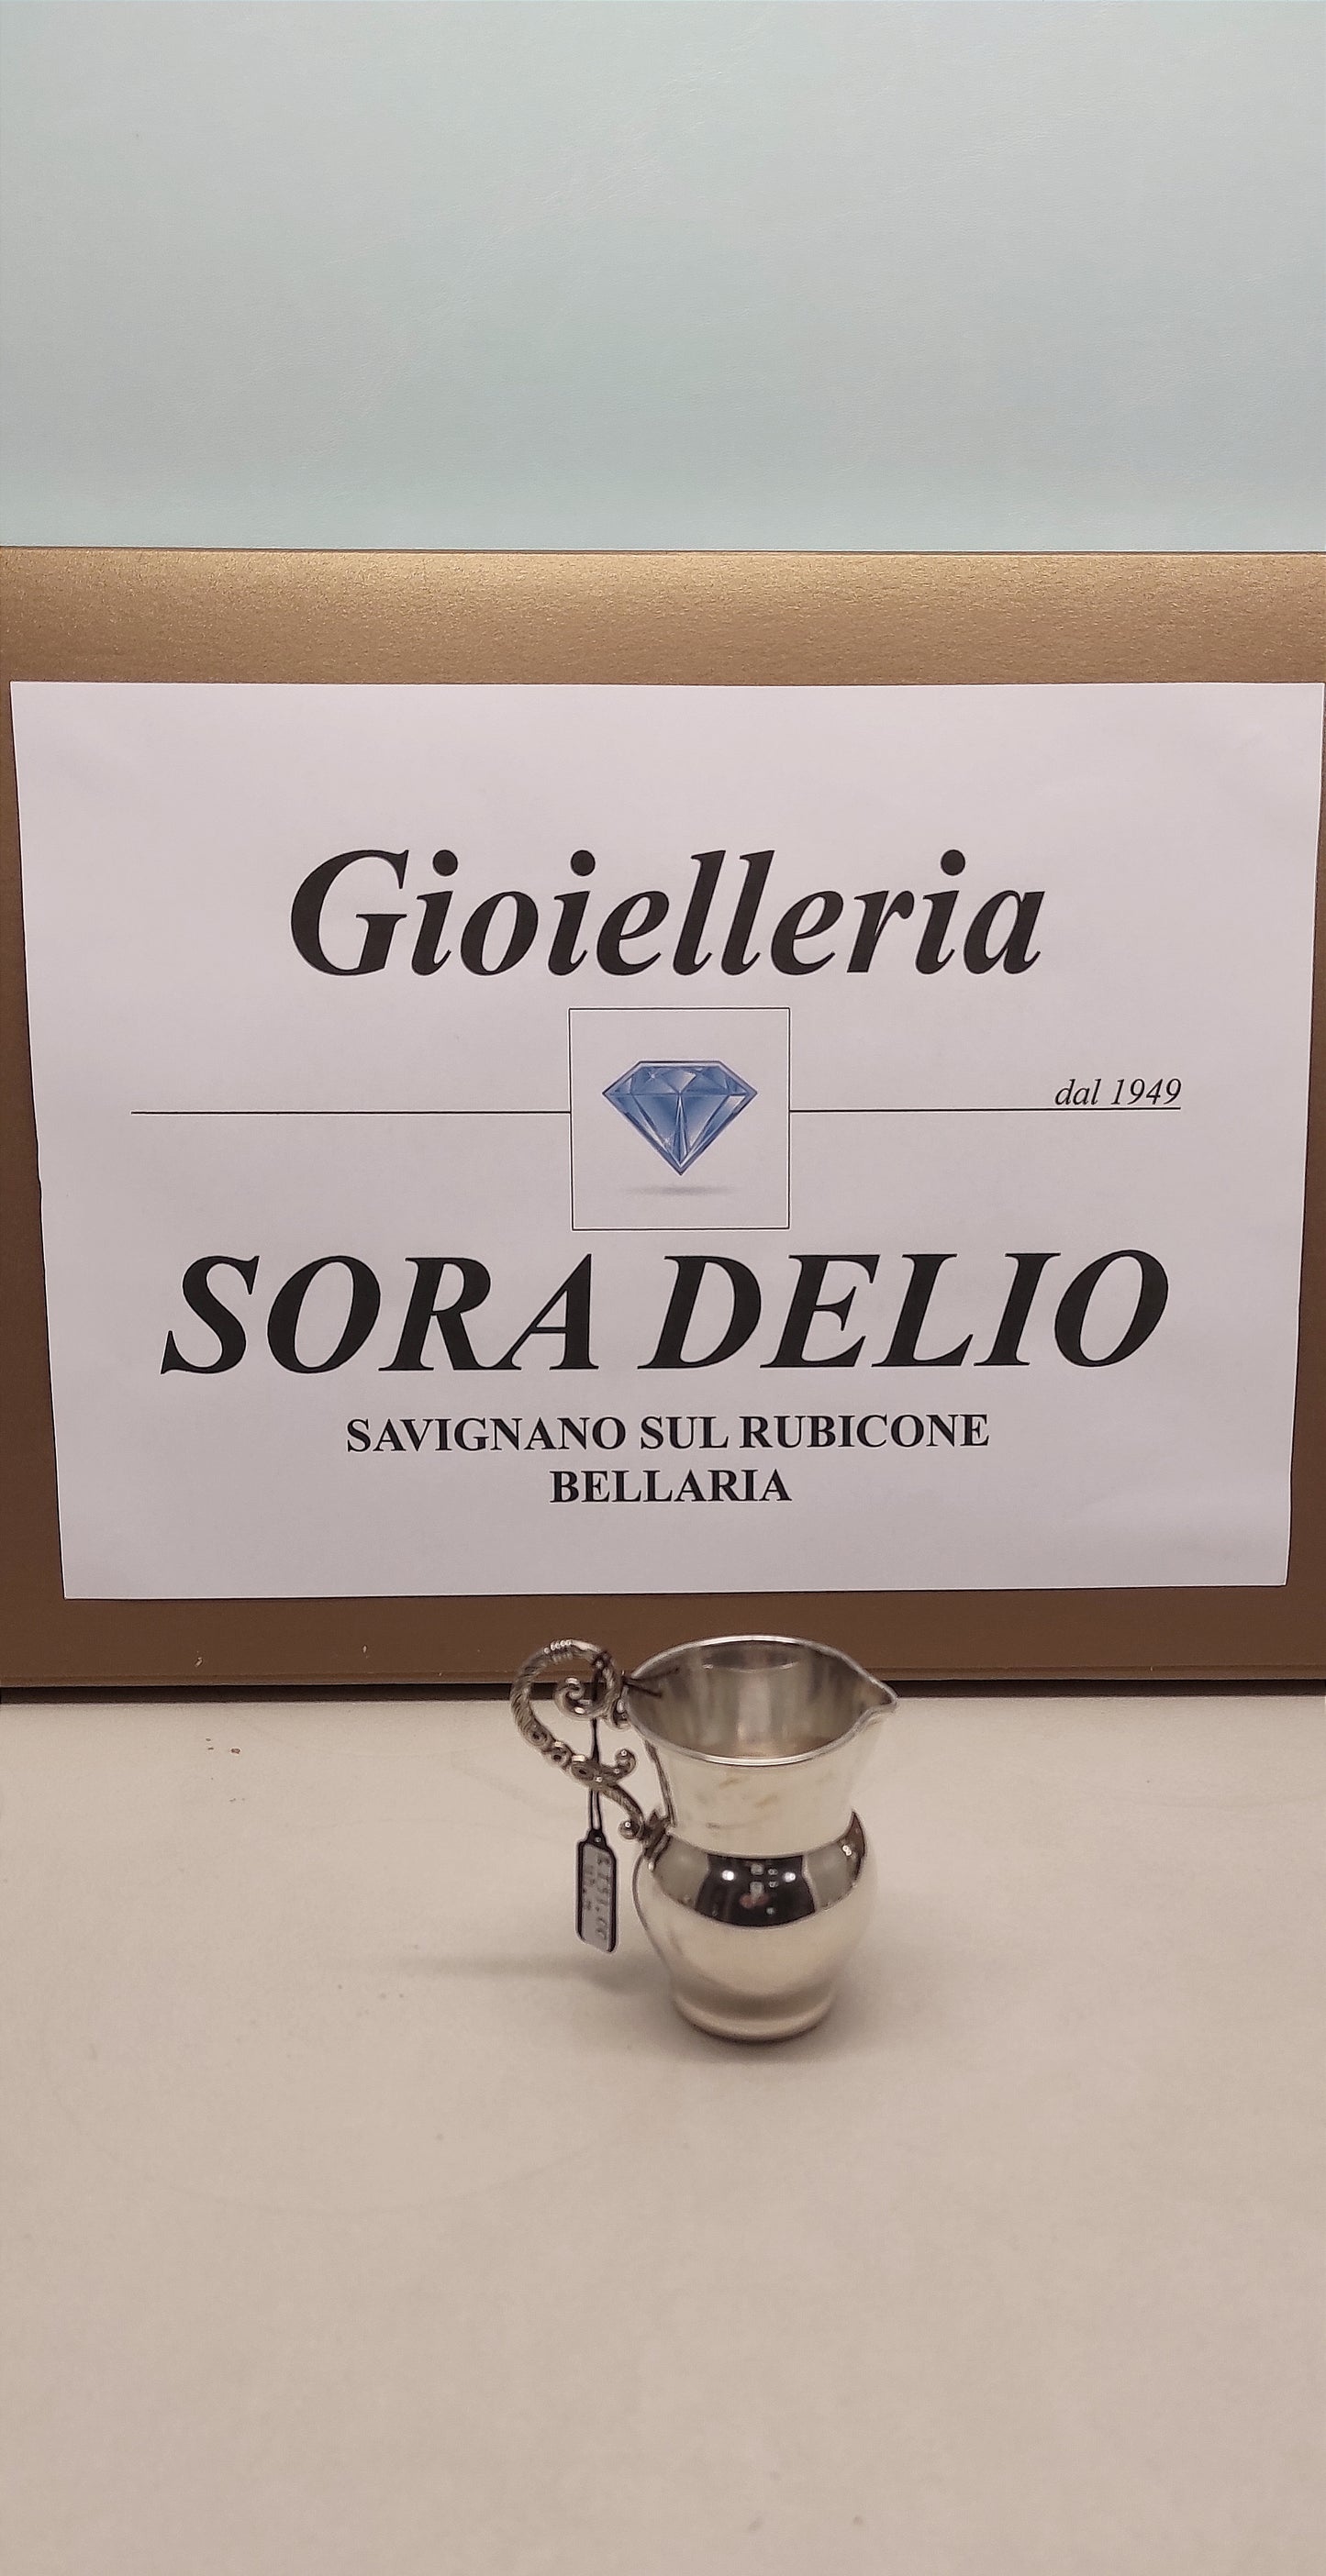 Gioielleria
dal 1949
SORA DELIO
SAVIGNANO SUL RUBICONE
BELLARIA